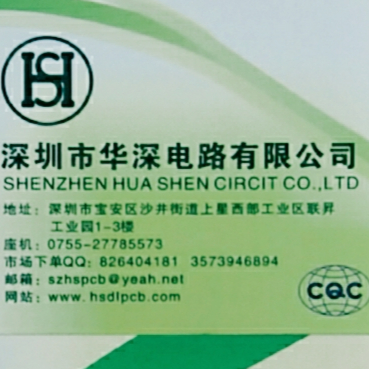 HS
深圳市华深电路有限公司
SHENZHEN HUA SHEN CIRCIT CO.,LTD
地址：深圳市宝安区沙井街道上星西部工业区联昇
工业园1-3楼
座机：0755-27785573
市场下单QQ：826404181 3573946894
邮箱：szhspcb@yeah.net
网站：www. hsdlpcb.com
CQC